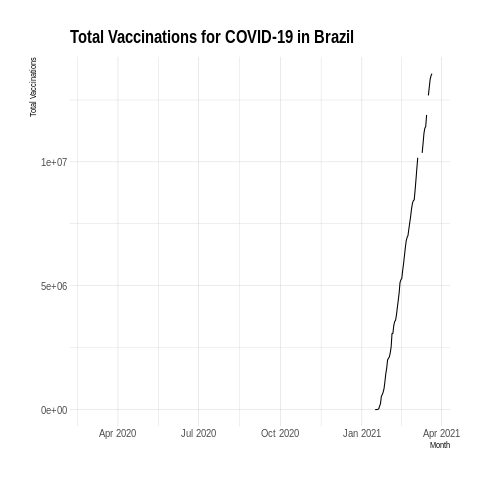 Total Vaccinations for COVID-19 in Brazil
Total Vaccinations
1e+07
5e+06
0e+00
Apr 2020 Jul 2020 Oct 2020 Jan 2021 Apr 2021
Month